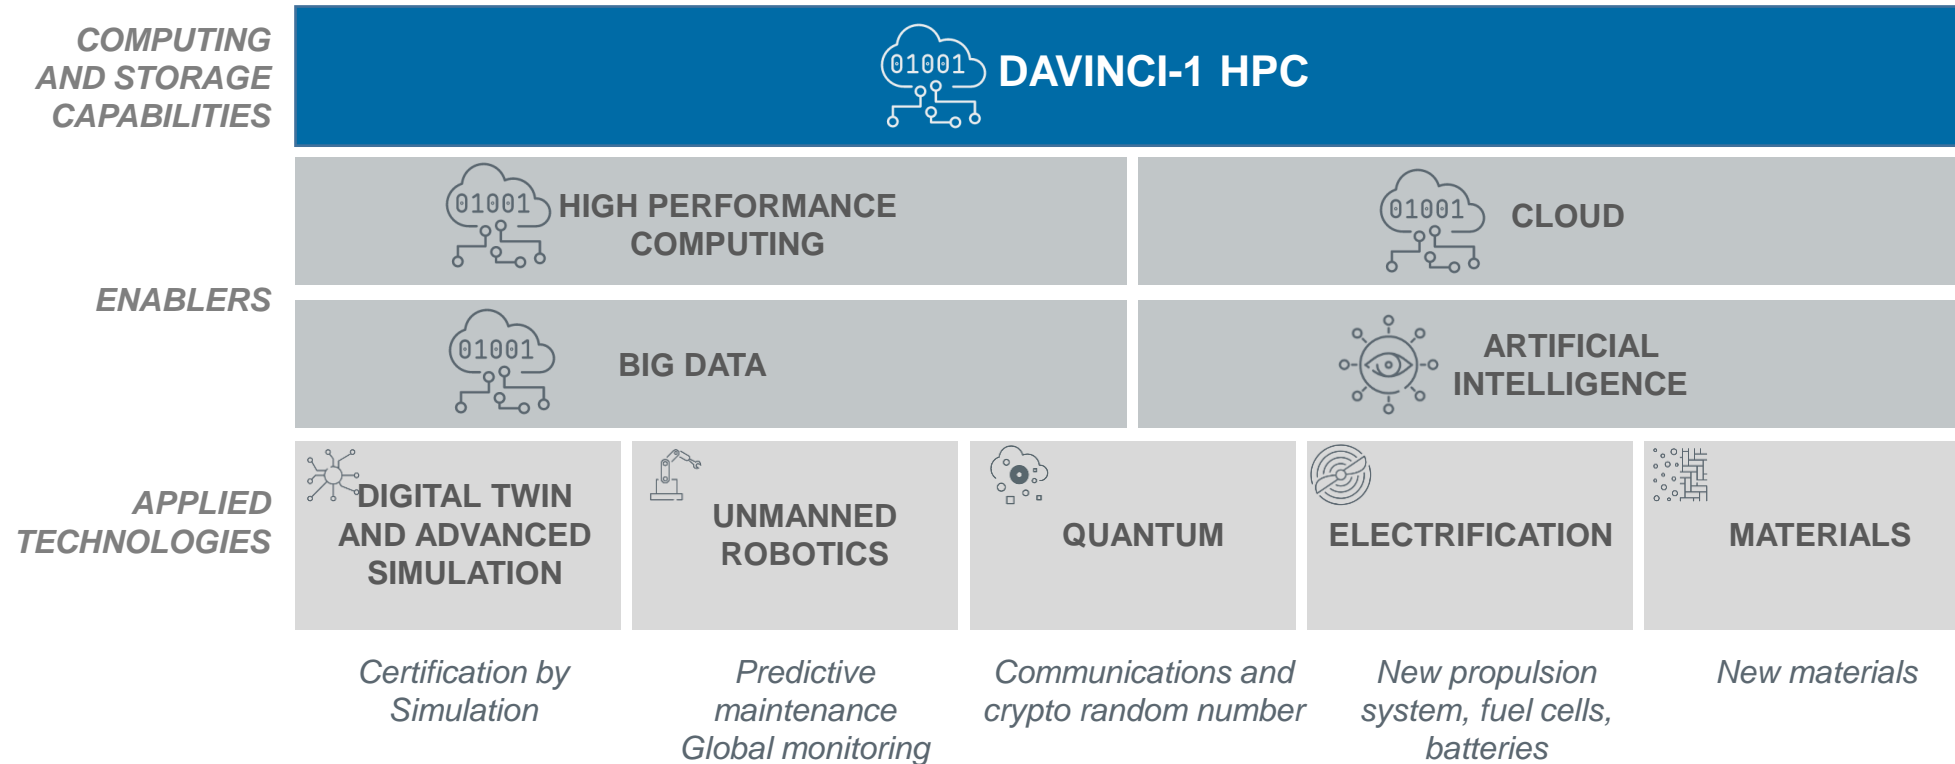 COMPUTING
AND STORAGE
CAPABILITIES
01001
DAVINCI-1 HPC
ENABLERS
01001
HIGH PERFORMANCE
COMPUTING
01001
CLOUD
01001
BIG DATA
ARTIFICIAL
INTELLIGENCE
APPLIED
TECHNOLOGIES
DIGITAL TWIN
AND ADVANCED
SIMULATION
UNMANNED
ROBOTICS
QUANTUM
ELECTRIFICATION
MATERIALS
Certification by
Simulation
Predictive
maintenance
Global monitoring
Communications and
crypto random number
New propulsion
system, fuel cells,
batteries
New materials